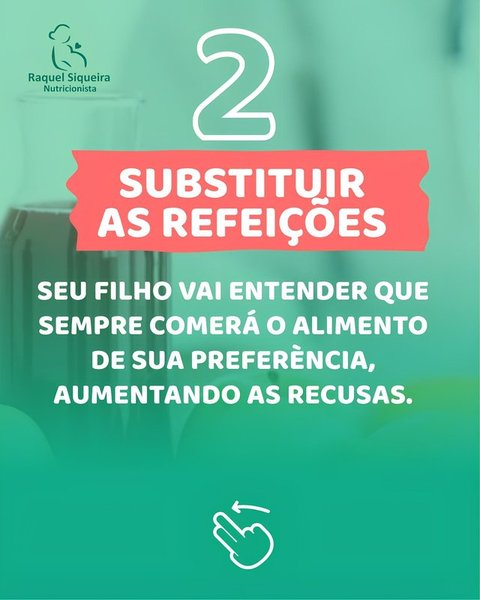 Raquel Siqueira
Nutricionista
2
SUBSTITUIR
AS REFEIÇÕES
SEU FILHO VAI ENTENDER QUE
SEMPRE COMERÁ O ALIMENTO
DE SUA PREFERÈNCIA,
AUMENTANDO AS RECUSAS.